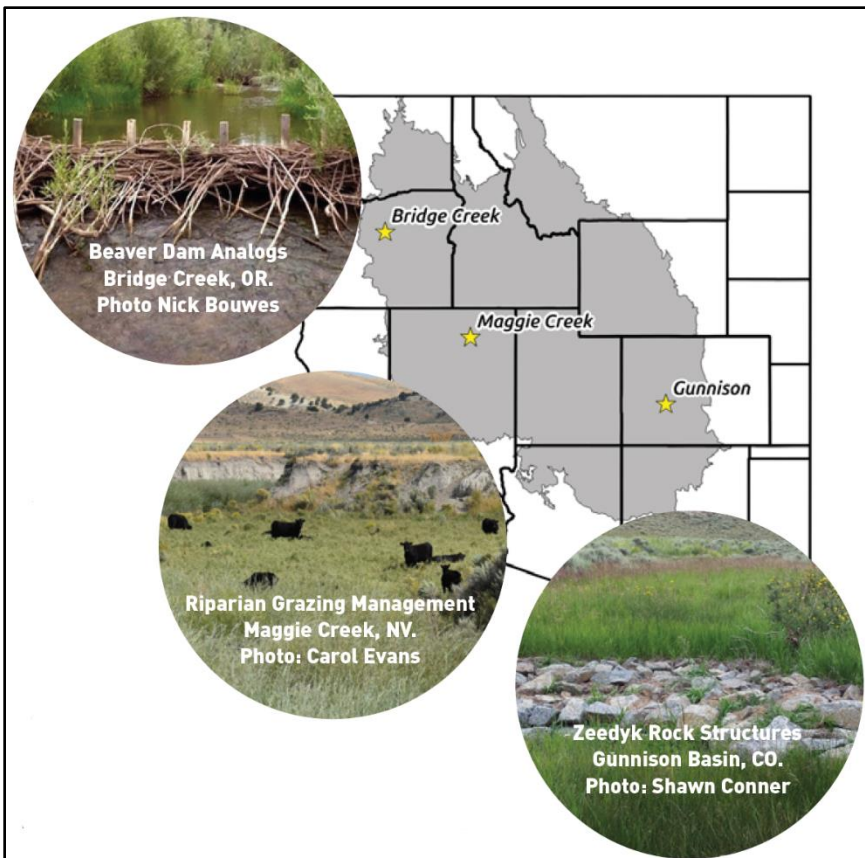 Beaver Dam Analogs
Bridge Creek, OR.
Photo Nick Bouwes
Bridge Creek
Maggie Creek
Gunnison
Riparian Grazing Management
Maggie Creek, NV.
Photo: Carol Evans
Zeedyk Rock Structures
Gunnison Basin, CO.
Photo: Shawn Conner